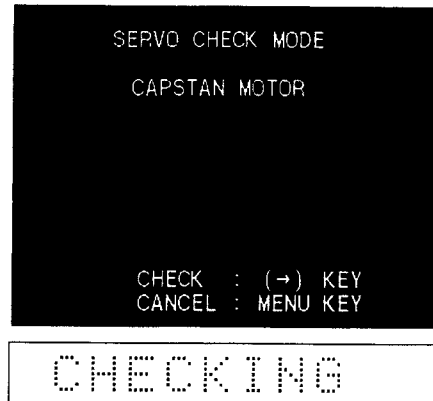 SERVO CHECK MODE
CAPSTAN MOTOR
CHECK : (→) KEY
CANCEL : MENU KEY
CHECKING